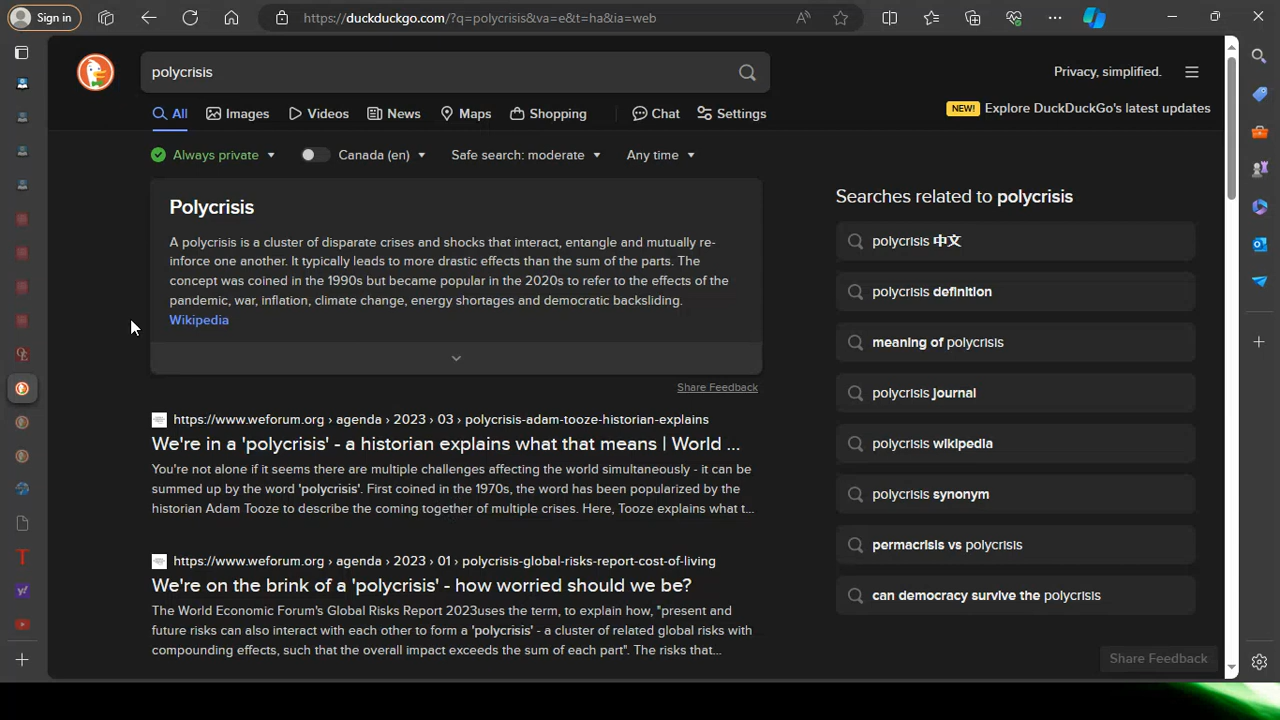 Sign in
https://duckduckgo.com/?q=polycrisis&va=e&t=ha&ia=web
polycrisis
Privacy, simplified.
All
Images
Videos
News
Maps
Shopping
Chat
Settings
NEW! Explore DuckDuckGo's latest updates
Always private
Canada (en)
Safe search: moderate
Any time
Polycrisis
A polycrisis is a cluster of disparate crises and shocks that interact, entangle and mutually re-
inforce one another. It typically leads to more drastic effects than the sum of the parts. The
concept was coined in the 1990s but became popular in the 2020s to refer to the effects of the
pandemic, war, inflation, climate change, energy shortages and democratic backsliding.
Wikipedia
Share Feedback
https://www.weforum.org › agenda › 2023 › 03 › polycrisis-adam-tooze-historian-explains
We're in a 'polycrisis' - a historian explains what that means | World ...
You're not alone if it seems there are multiple challenges affecting the world simultaneously - it can be
summed up by the word 'polycrisis'. First coined in the 1970s, the word has been popularized by the
historian Adam Tooze to describe the coming together of multiple crises. Here, Tooze explains what t...
https://www.weforum.org › agenda › 2023 › 01 › polycrisis-global-risks-report-cost-of-living
We're on the brink of a 'polycrisis' - how worried should we be?
The World Economic Forum's Global Risks Report 2023uses the term, to explain how, "present and
future risks can also interact with each other to form a 'polycrisis' - a cluster of related global risks with
compounding effects, such that the overall impact exceeds the sum of each part". The risks that...
Searches related to polycrisis
polycrisis 中文
polycrisis definition
meaning of polycrisis
polycrisis journal
polycrisis wikipedia
polycrisis synonym
permacrisis vs polycrisis
can democracy survive the polycrisis
Share Feedback